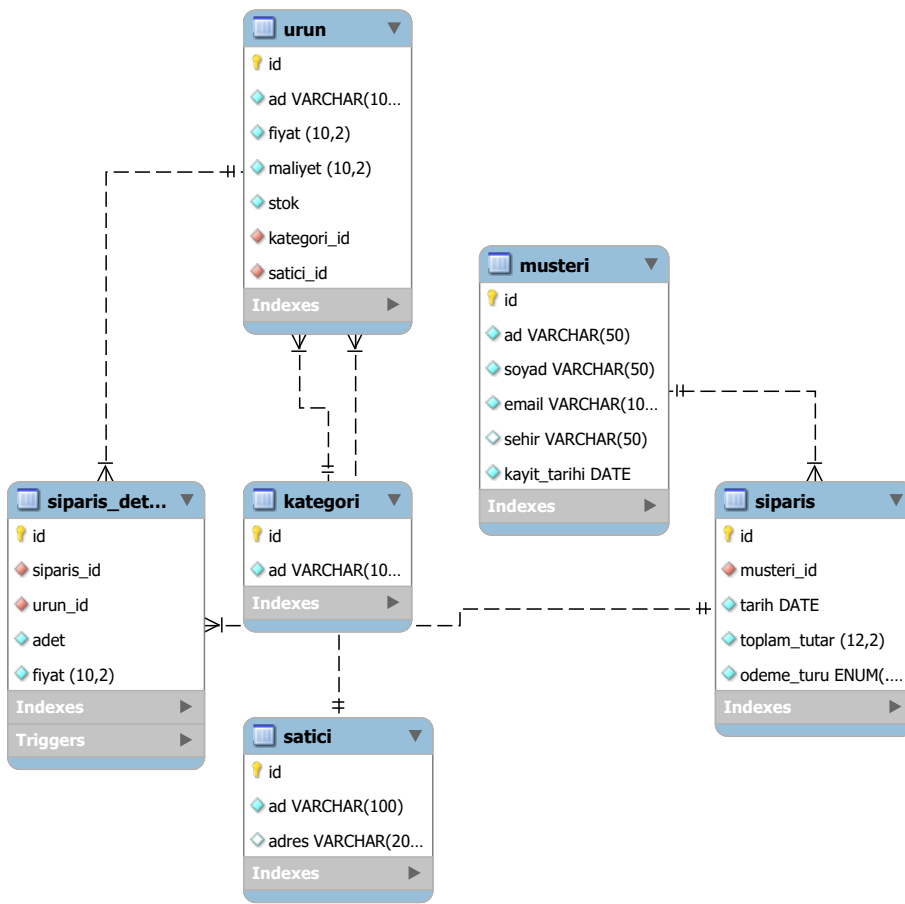 urun
id
ad VARCHAR(10...
fiyat (10,2)
maliyet (10,2)
stok
kategori_id
satici_id
Indexes
musteri
id
ad VARCHAR(50)
soyad VARCHAR(50)
email VARCHAR(10...
sehir VARCHAR(50)
kayit_tarihi DATE
Indexes
siparis_det...
id
siparis_id
urun_id
adet
fiyat (10,2)
Indexes
Triggers
kategori
id
ad VARCHAR(10...
Indexes
siparis
id
musteri_id
tarih DATE
toplam_tutar (12,2)
odeme_turu ENUM(....
Indexes
satici
id
ad VARCHAR(100)
adres VARCHAR(20...
Indexes